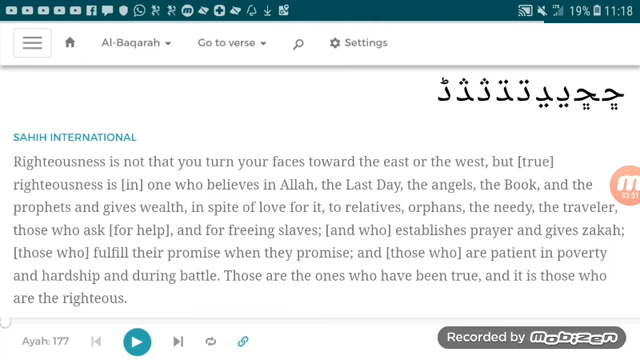 19% 11:18
Al-Baqarah Go to verse Settings
SAHIH INTERNATIONAL
Righteousness is not that you turn your faces toward the east or the west, but [true]
righteousness is [in] one who believes in Allah, the Last Day, the angels, the Book, and the
prophets and gives wealth, in spite of love for it, to relatives, orphans, the needy, the traveler,
those who ask [for help], and for freeing slaves; [and who] establishes prayer and gives zakah;
[those who] fulfill their promise when they promise; and [those who] are patient in poverty
and hardship and during battle. Those are the ones who have been true, and it is those who
are the righteous.
33:51
Ayah: 177
Recorded by Mobizen